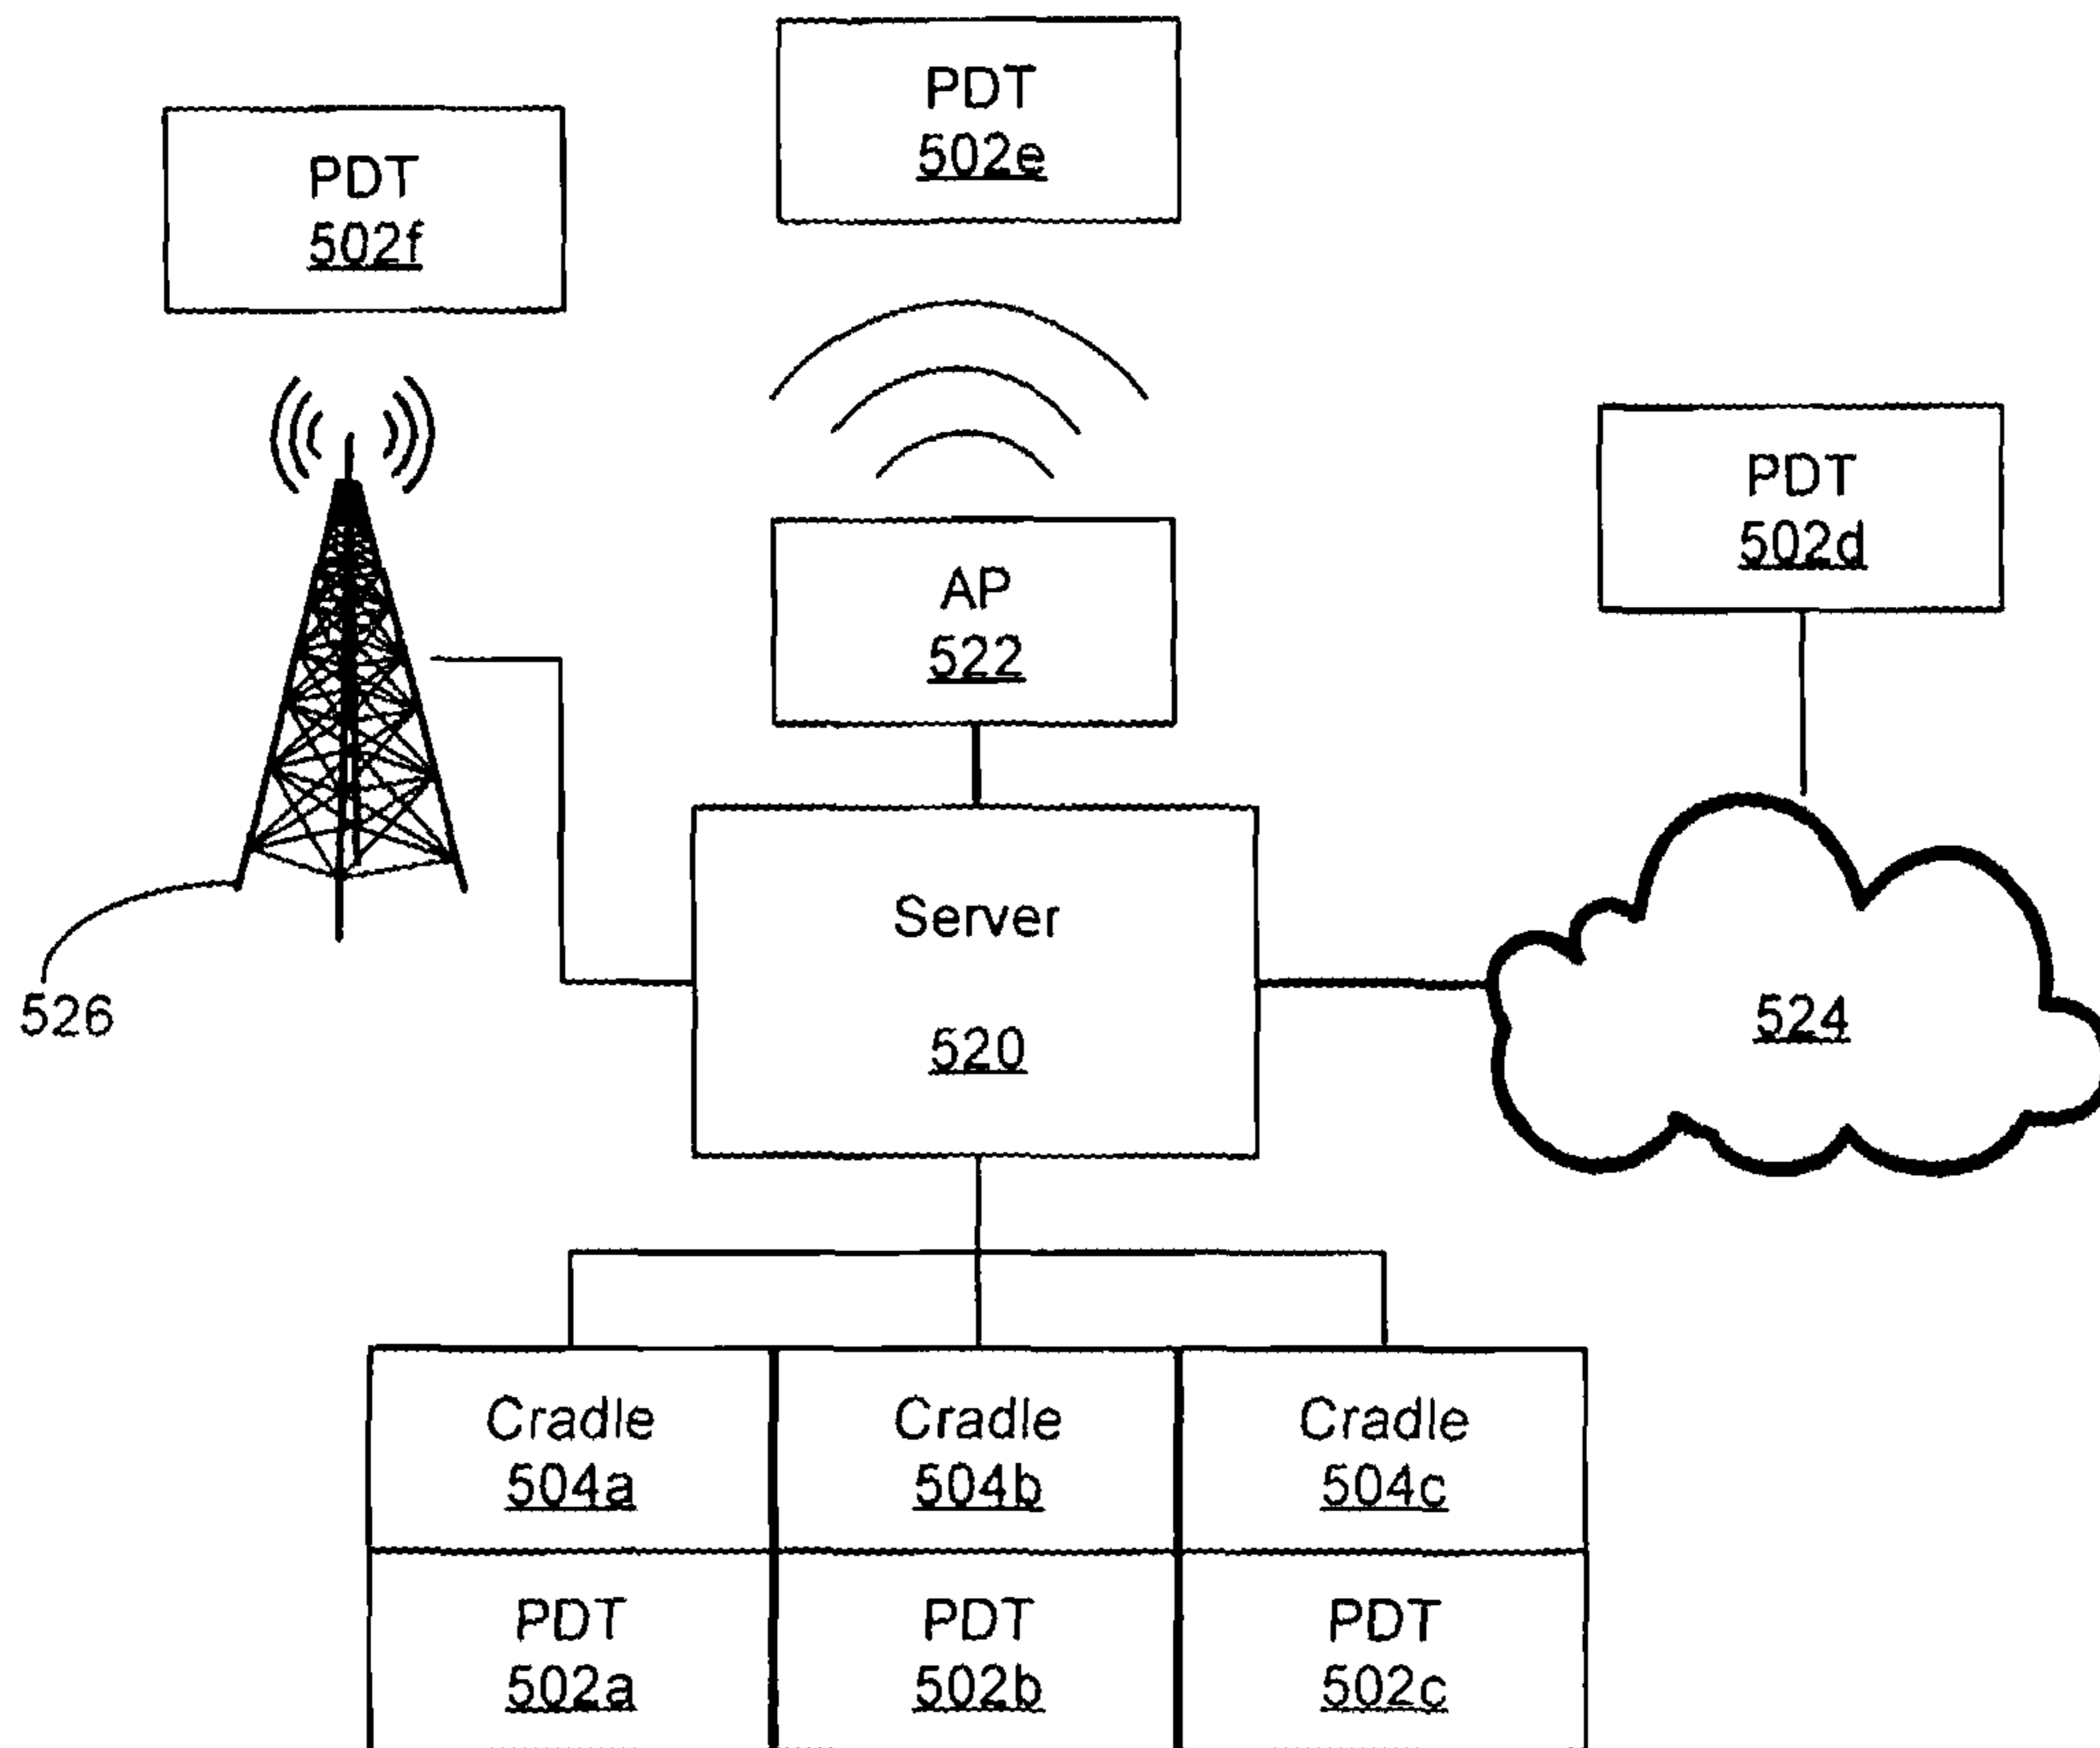 PDT
502e
PDT
502f
PDT
502d
AP
522
Server
520
524
526
Cradle
504a
Cradle
504b
Cradle
504c
PDT
502a
PDT
502b
PDT
502c